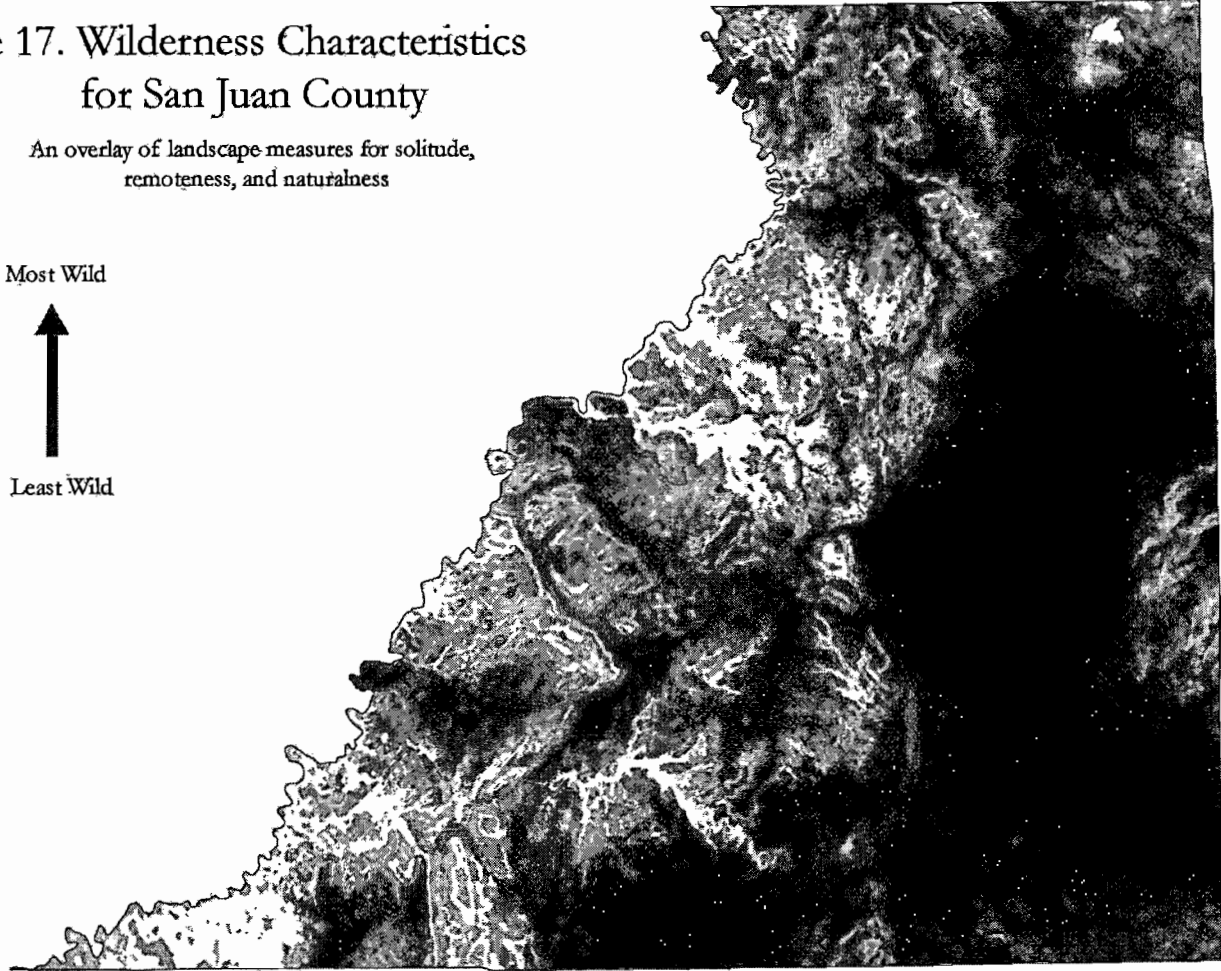 e 17. Wilderness Characteristics
for San Juan County
An overlay of landscape measures for solitude,
remoteness, and naturalness
Most Wild
Least Wild